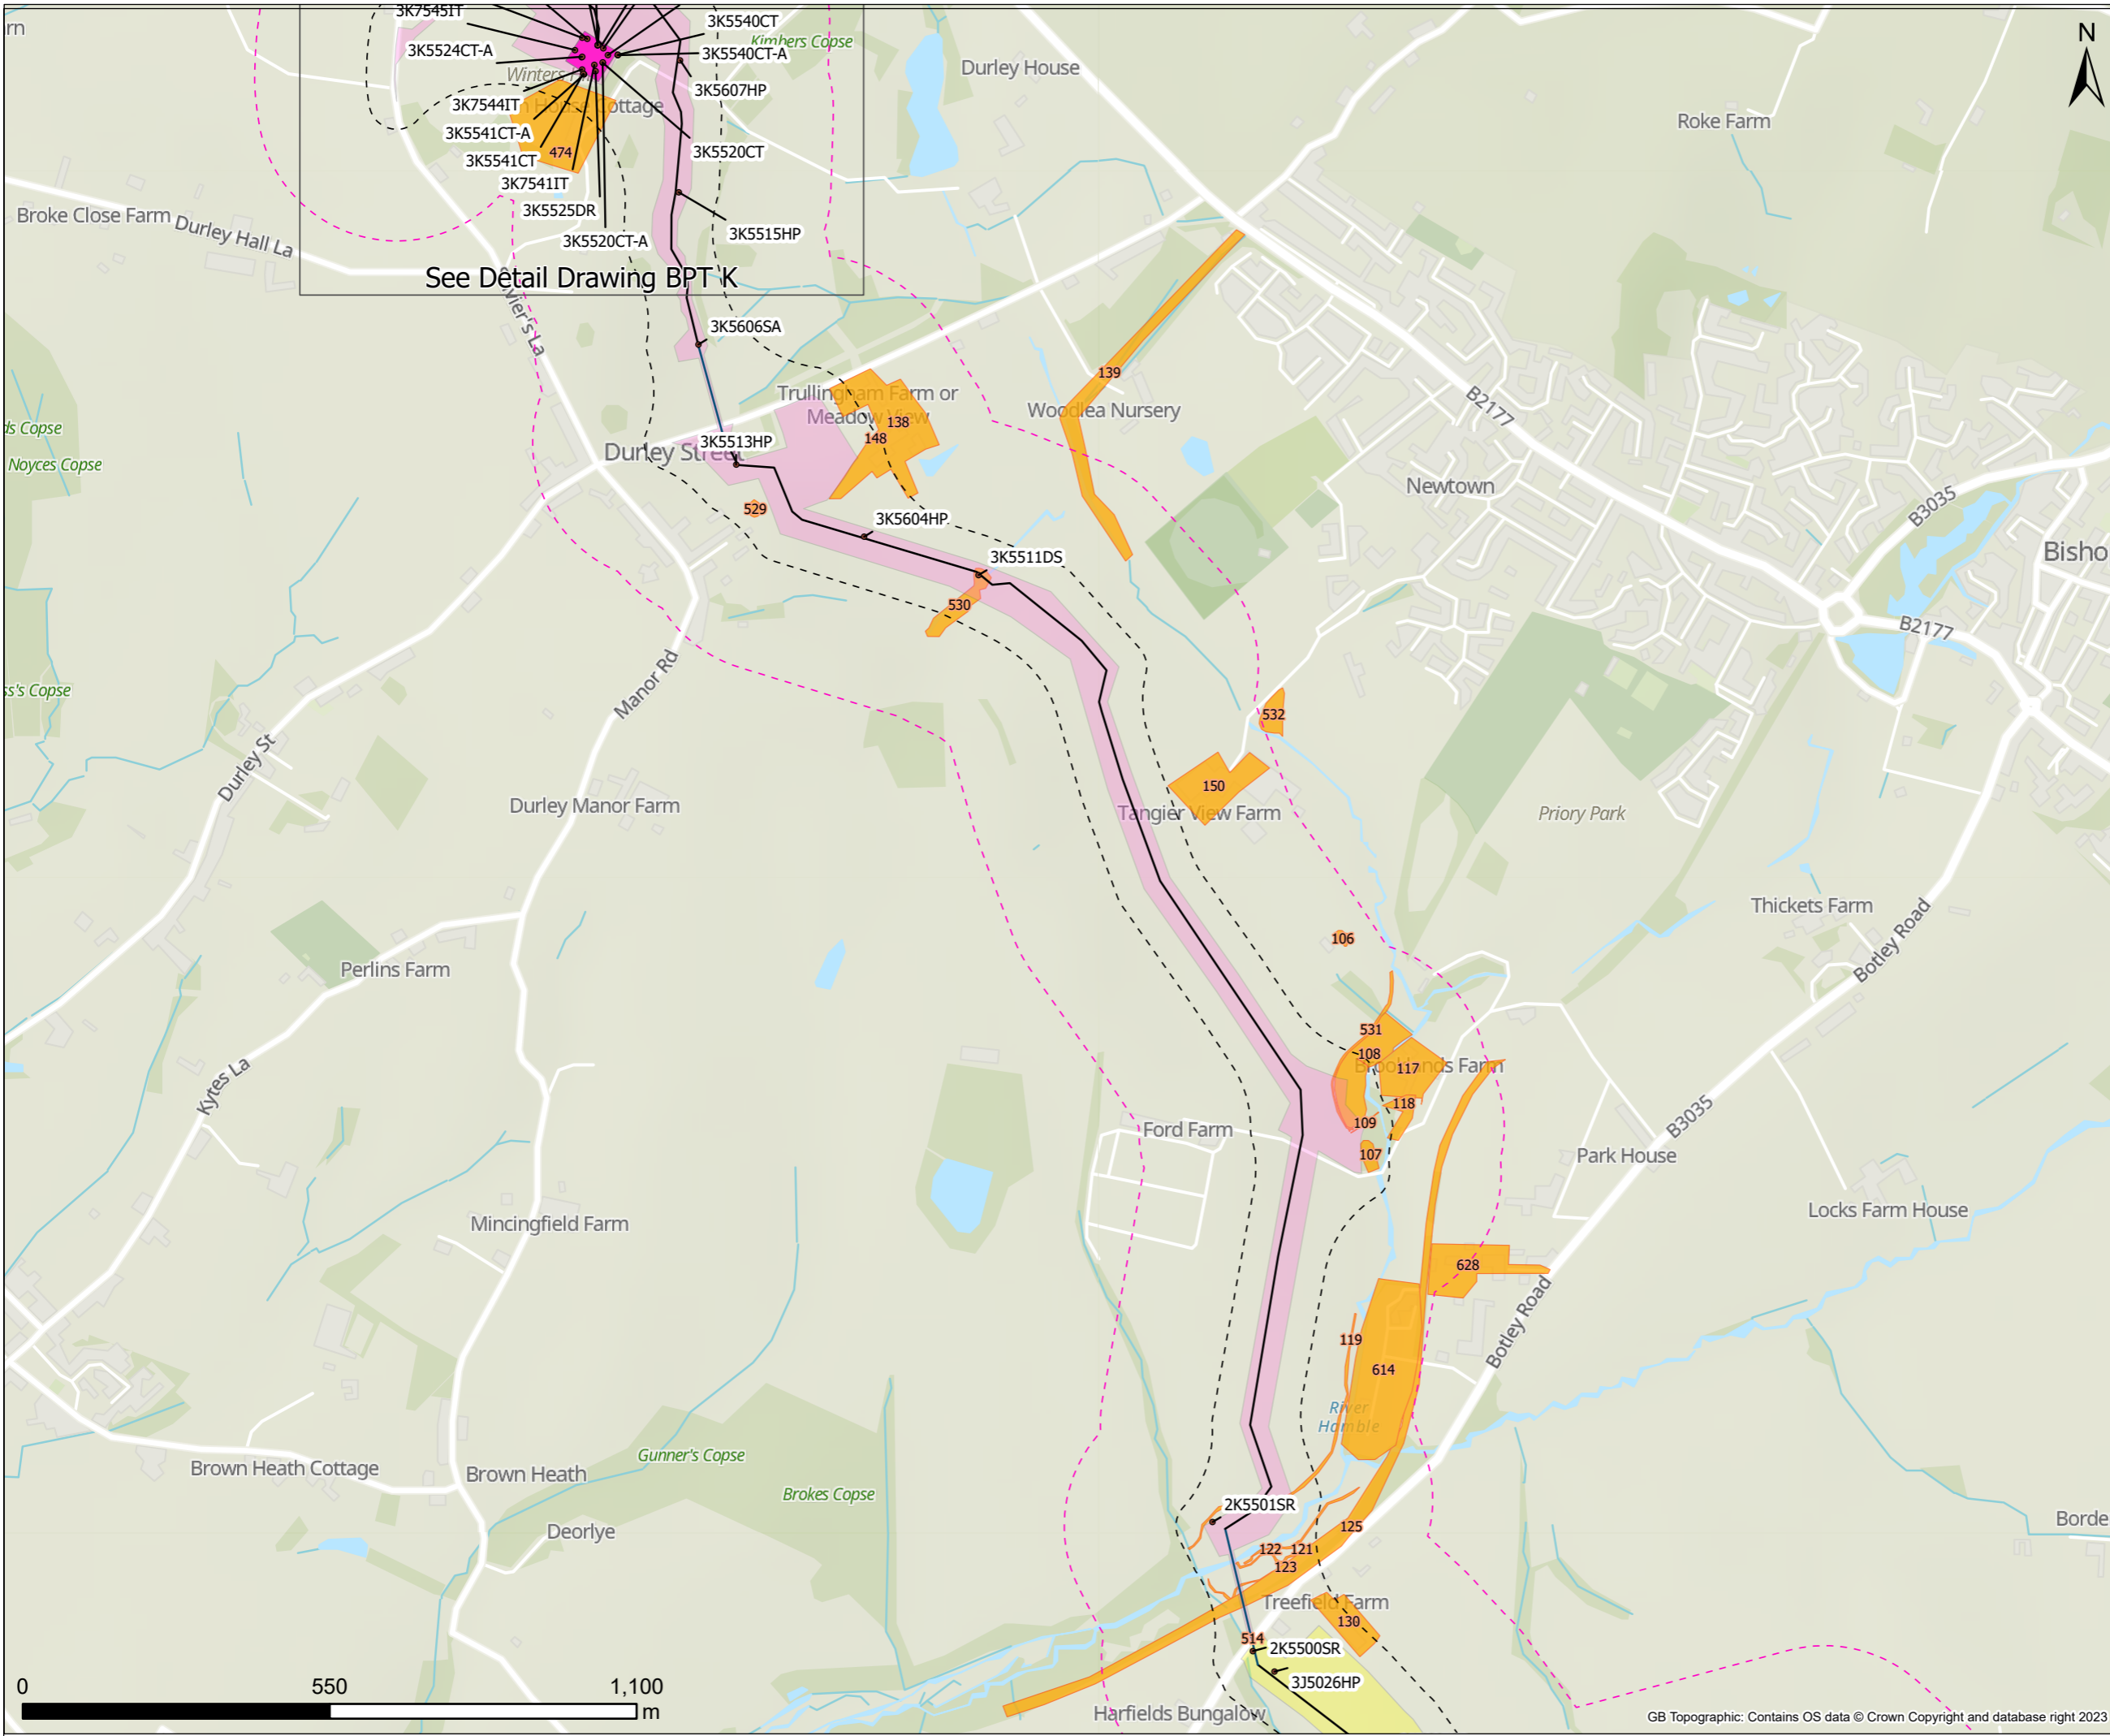 3K7545IT
3K5540CT
Kimbers Copse
3K5524CT-A
3K5540CT-A
Durley House
N
3K5607HP
3K7544IT
Roke Farm
3K5541CT-A
474
3K5541CT
3K5520CT
3K7541IT
3K5525DR
Broke Close Farm
Durley Hall La
3K5515HP
3K5520CT-A
See Detail Drawing BPT K
3K5606SA
139
Trullingham Farm or
Meadow View
138
148
Woodlea Nursery
B2177
3K5513HP
Durley Street
Noyces Copse
Newtown
B3035
529
3K5604HP
3K5511DS
530
B2177
Manor Rd
532
Durley St
150
Tangier View Farm
Durley Manor Farm
Priory Park
Thickets Farm
106
Botley Road
Perlins Farm
531
108
Brooklands Farm
117
Kytes La
118
109
B3035
Ford Farm
107
Park House
Mincingfield Farm
Locks Farm House
628
119
Botley Road
614
River
Hamble
Gunner's Copse
Brown Heath Cottage
Brown Heath
Brokes Copse
2K5501SR
125
Deorlye
122
121
123
Treefield Farm
130
514
2K5500SR
3J5026HP
0
550
1,100
m
Harfields Bungalow
GB Topographic: Contains OS data © Crown Copyright and database right 2023